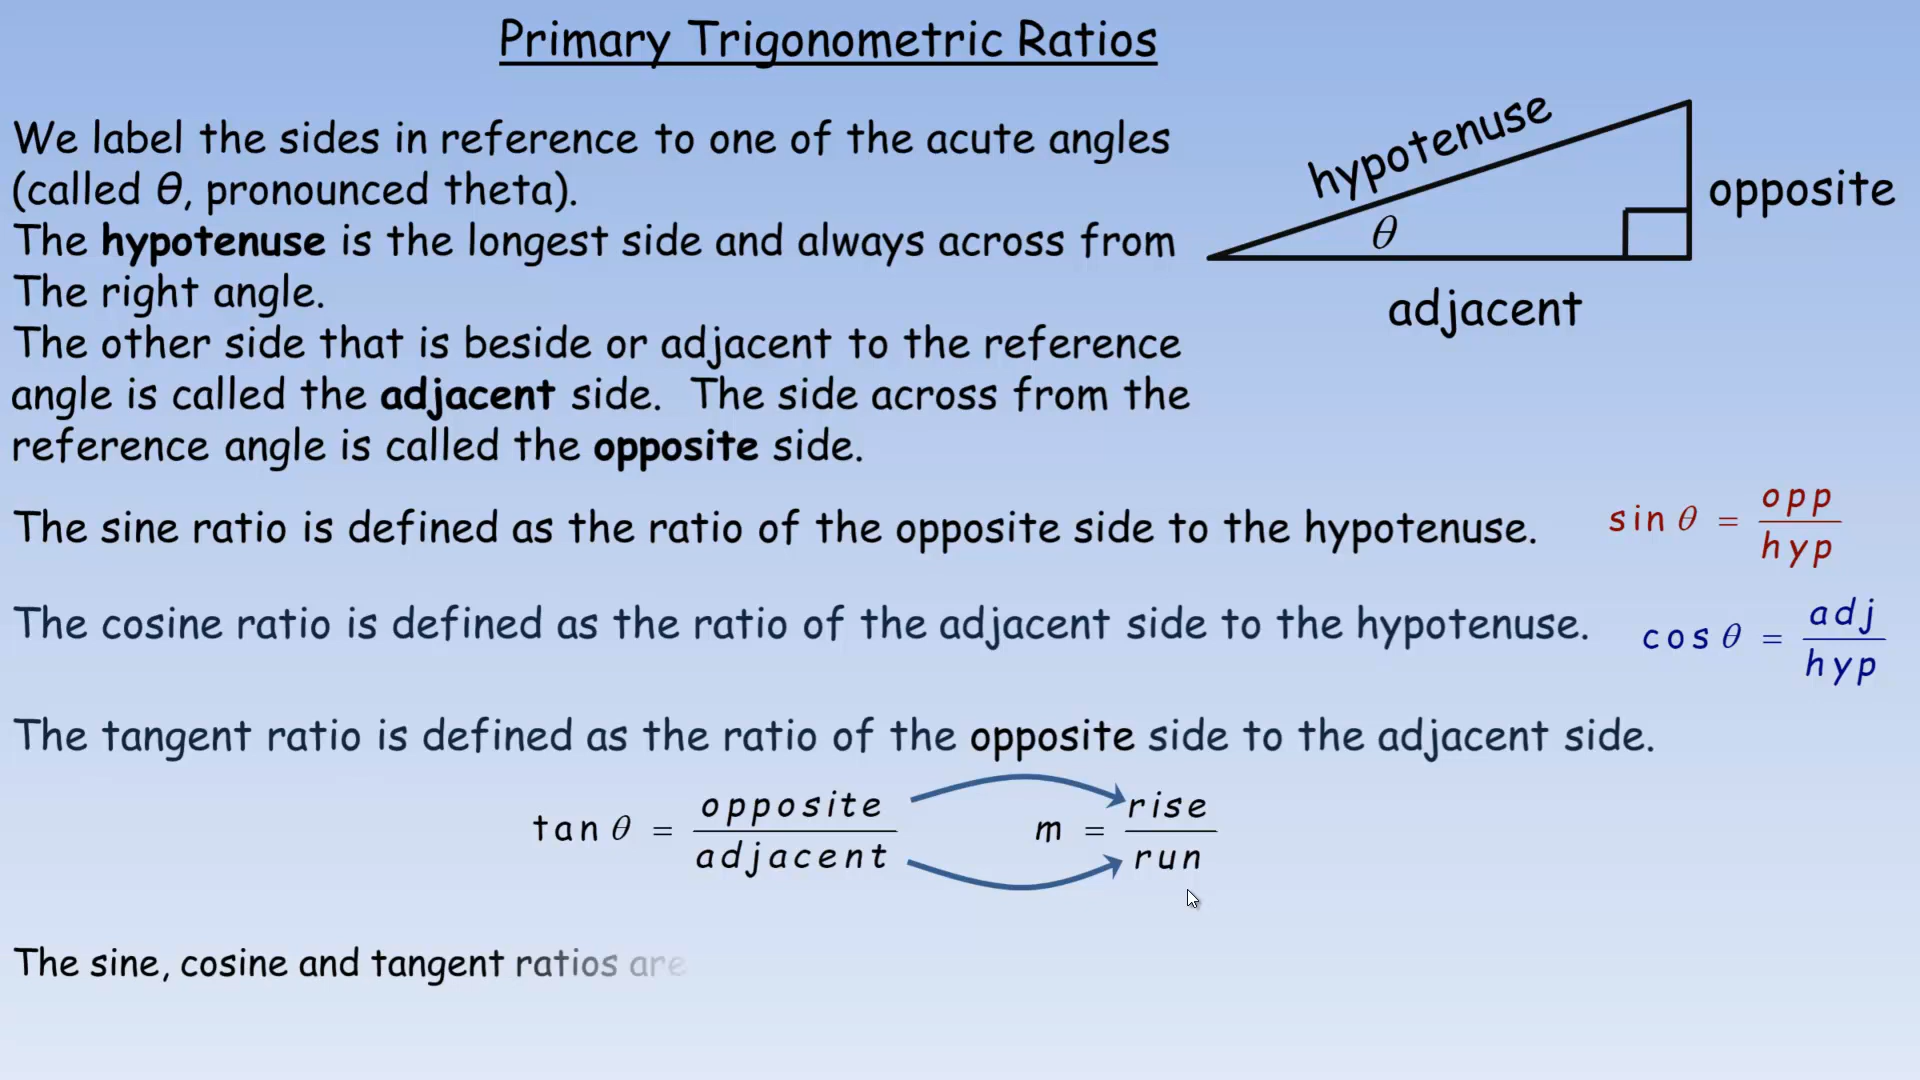 Primary Trigonometric Ratios
We label the sides in reference to one of the acute angles
(called θ, pronounced theta).
The hypotenuse is the longest side and always across from
The right angle.
The other side that is beside or adjacent to the reference
angle is called the adjacent side. The side across from the
reference angle is called the opposite side.
hypotenuse
opposite
θ
adjacent
The sine ratio is defined as the ratio of the opposite side to the hypotenuse.
sin θ = opp / hyp
The cosine ratio is defined as the ratio of the adjacent side to the hypotenuse.
cos θ = adj / hyp
The tangent ratio is defined as the ratio of the opposite side to the adjacent side.
tan θ = opposite / adjacent
m = rise / run
The sine, cosine and tangent ratios are